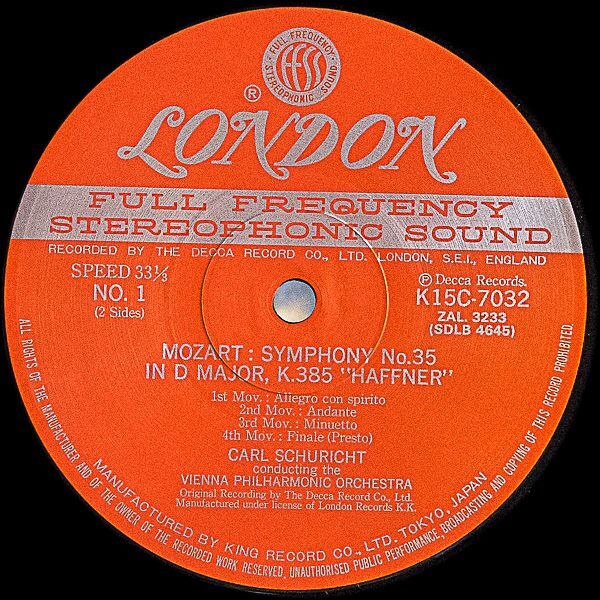 FULL FREQUENCY
ffss
STEREOPHONIC SOUND
®
LONDON
FULL FREQUENCY
STEREOPHONIC SOUND
RECORDED BY THE DECCA RECORD CO., LTD. LONDON, S.E.I., ENGLAND
SPEED 33⅓
NO. 1
(2 Sides)
Ⓟ Decca Records.
K15C-7032
ZAL. 3233
(SDLB 4645)
MOZART : SYMPHONY No.35
IN D MAJOR, K.385 "HAFFNER"
1st Mov. : Allegro con spirito
2nd Mov. : Andante
3rd Mov. : Minuetto
4th Mov. : Finale (Presto)
CARL SCHURICHT
conducting the
VIENNA PHILHARMONIC ORCHESTRA
Original Recording by The Decca Record Co., Ltd.
Manufactured under license of London Records K.K.
MANUFACTURED BY KING RECORD CO., LTD. TOKYO, JAPAN
ALL RIGHTS OF THE MANUFACTURER AND OF THE OWNER OF THE RECORDED WORK RESERVED. UNAUTHORISED PUBLIC PERFORMANCE, BROADCASTING AND COPYING OF THIS RECORD PROHIBITED.